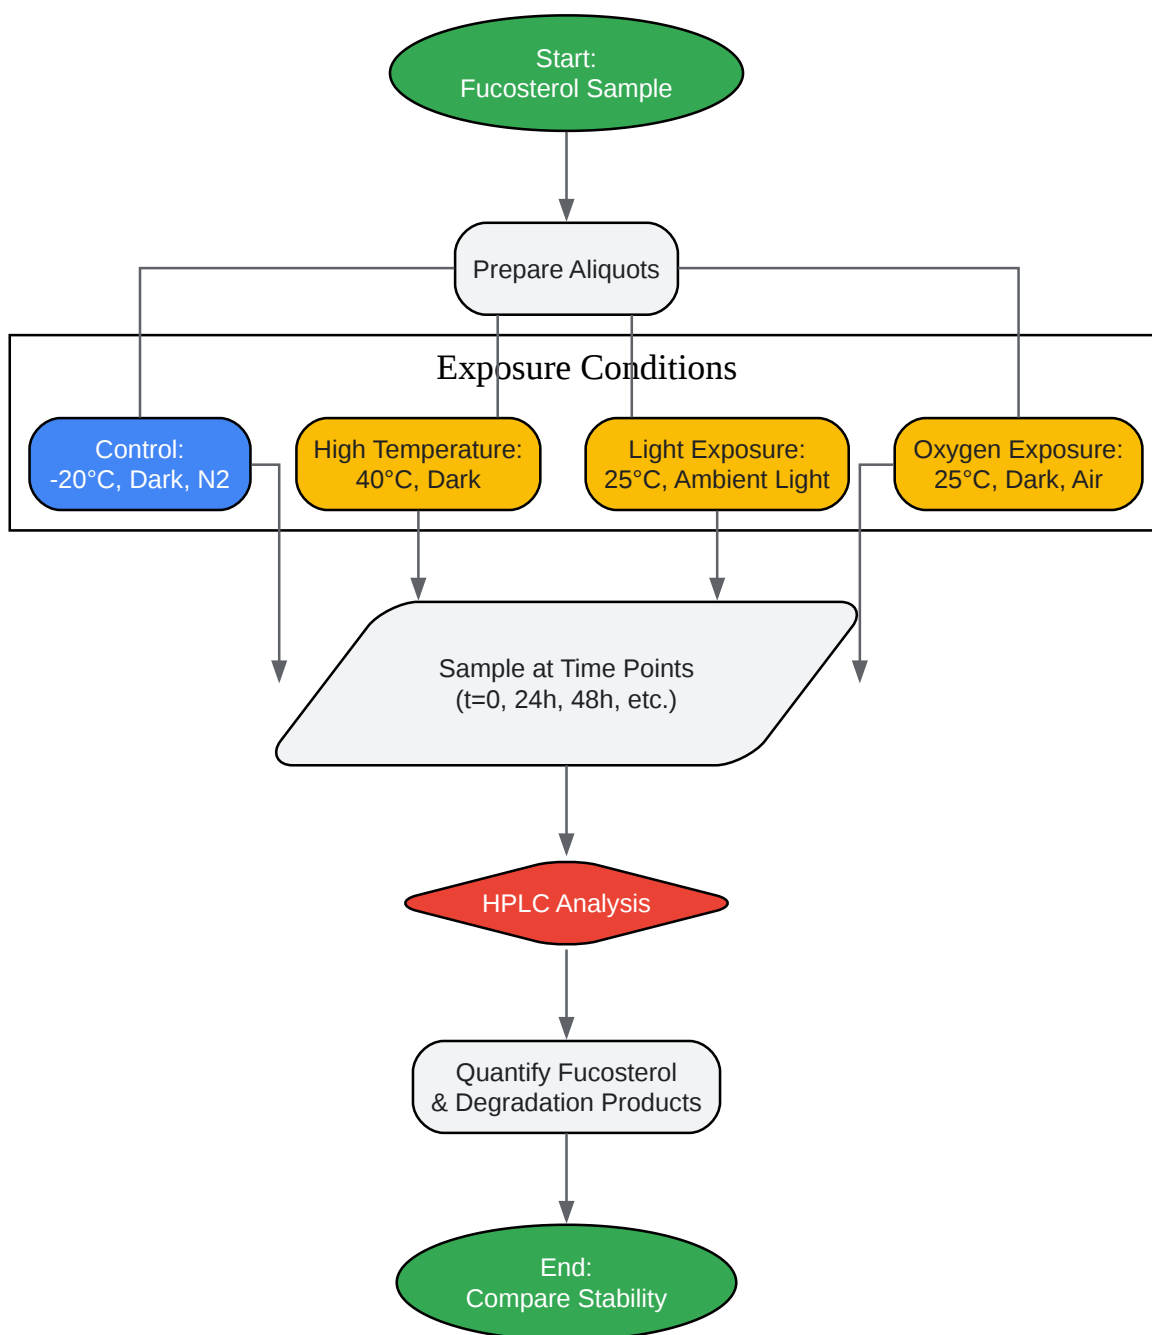 Start:
Fucosterol Sample
Prepare Aliquots
Exposure Conditions
Control:
-20°C, Dark, N2
High Temperature:
40°C, Dark
Light Exposure:
25°C, Ambient Light
Oxygen Exposure:
25°C, Dark, Air
Sample at Time Points
(t=0, 24h, 48h, etc.)
HPLC Analysis
Quantify Fucosterol
& Degradation Products
End:
Compare Stability